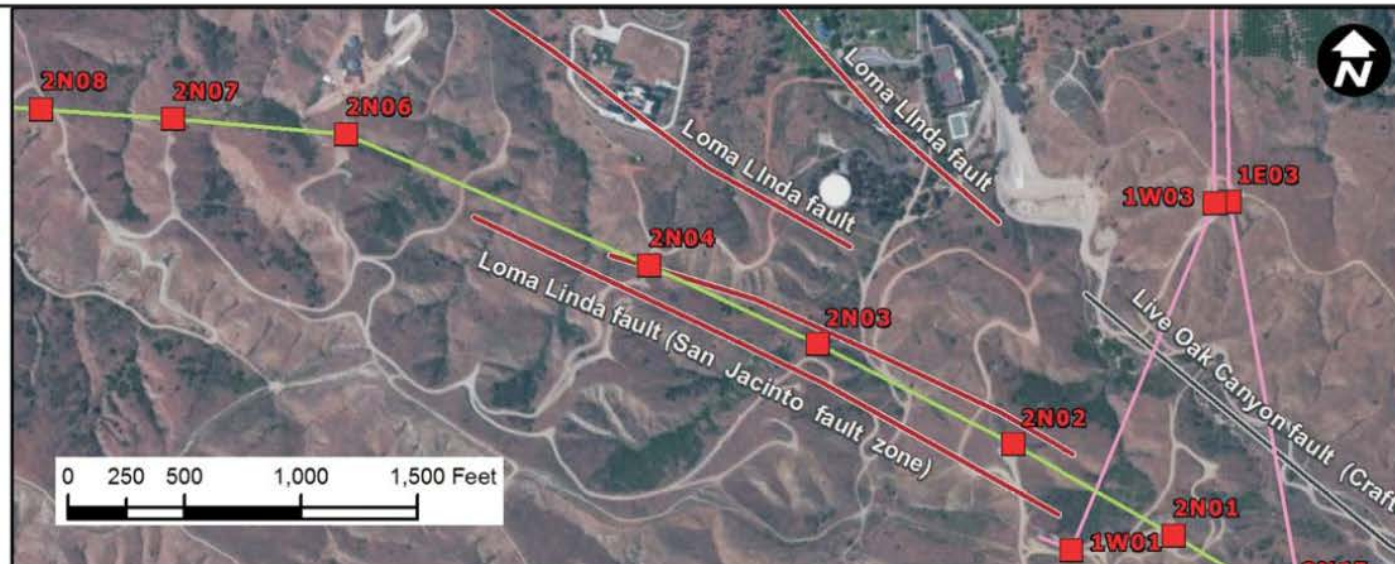 N
2N08
2N07
2N06
Loma LInda fault
Loma LInda fault
1W03
1E03
2N04
Loma Linda fault (San Jacinto fault zone)
2N03
Live Oak Canyon fault (Craft
2N02
2N01
1W01
0 250 500 1,000 1,500 Feet